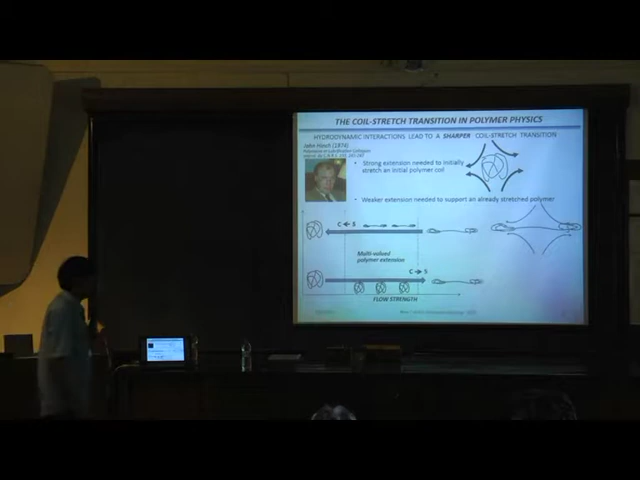 THE COIL-STRETCH TRANSITION IN POLYMER PHYSICS
HYDRODYNAMIC INTERACTIONS LEAD TO A SHARPER COIL-STRETCH TRANSITION
(1974)
• Strong extension needed to initially
stretch an initial polymer coil
• Weaker extension needed to support an already stretched polymer
C ← S
Multi-valued
polymer extension
C → S
FLOW STRENGTH